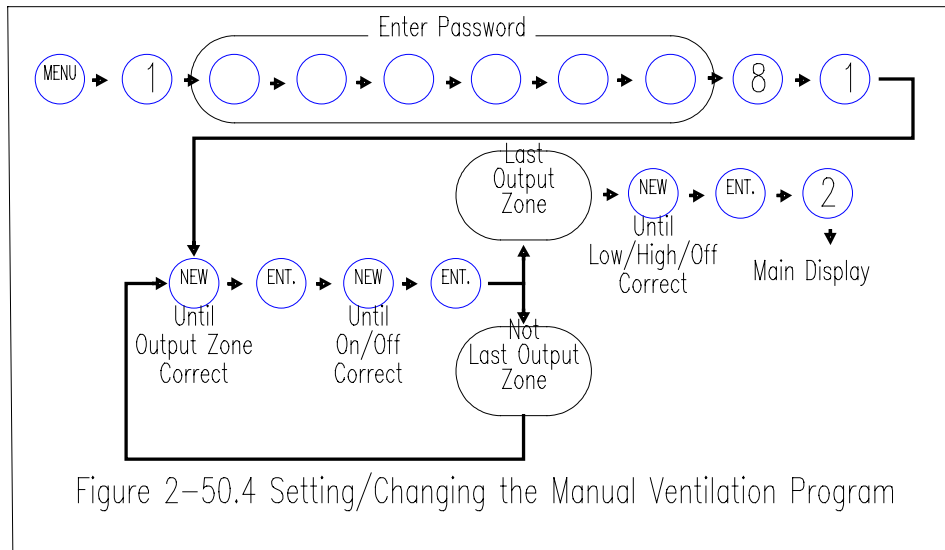 Enter Password
MENU 1 8 1
Last
Output
Zone
NEW ENT. 2
Until
Low/High/Off
Correct
Main Display
NEW ENT. NEW ENT.
Until
Output Zone
Correct
Until
On/Off
Correct
Not
Last Output
Zone
Figure 2-50.4 Setting/Changing the Manual Ventilation Program